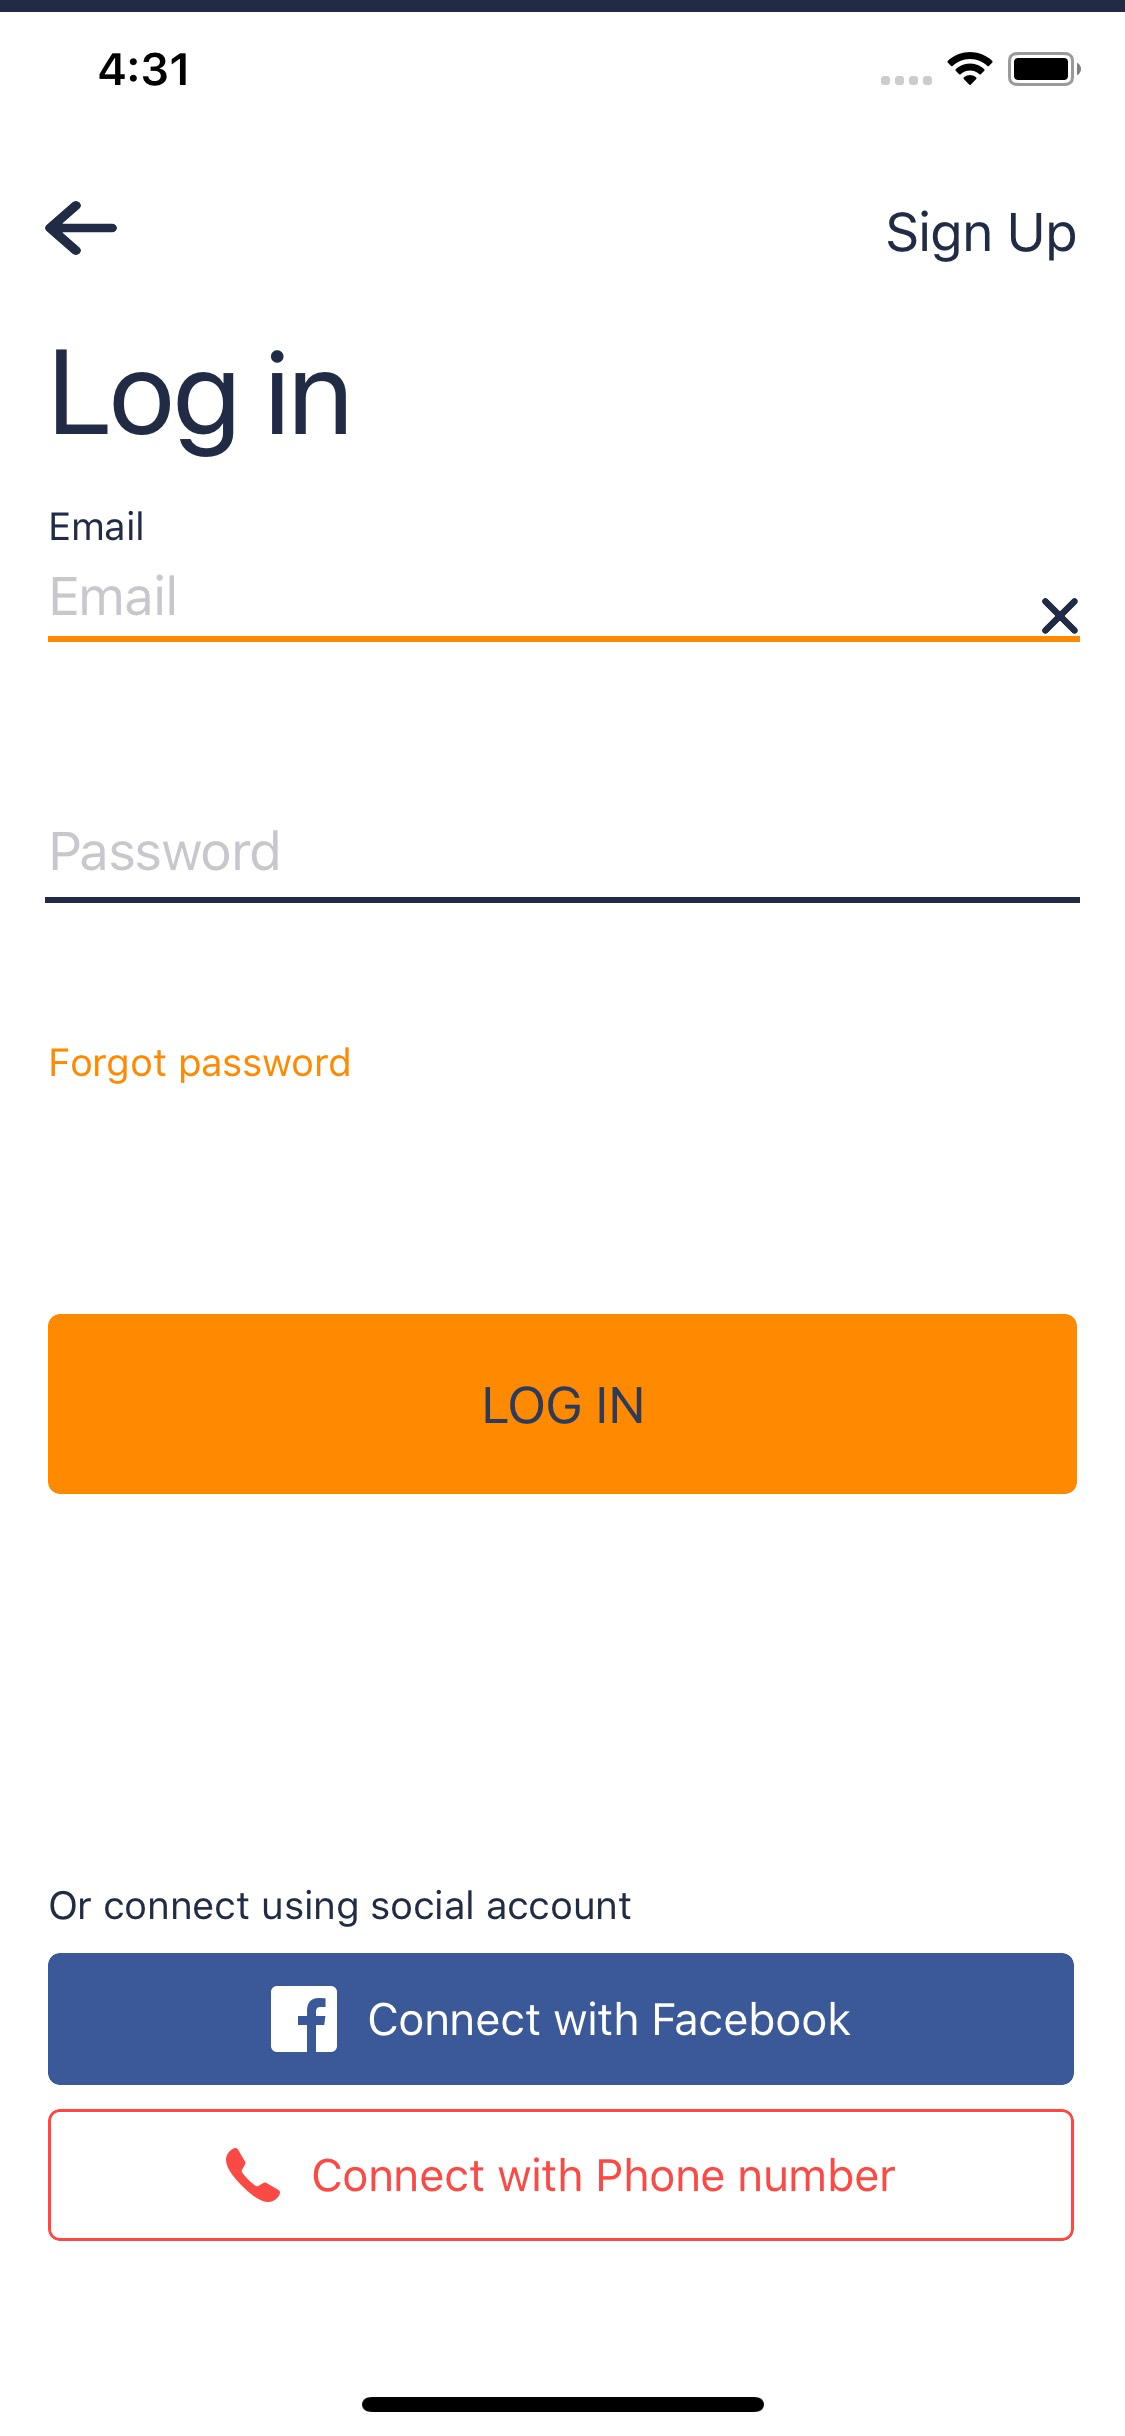 4:31
Sign Up
Log in
Email
Email
Password
Forgot password
LOG IN
Or connect using social account
Connect with Facebook
Connect with Phone number